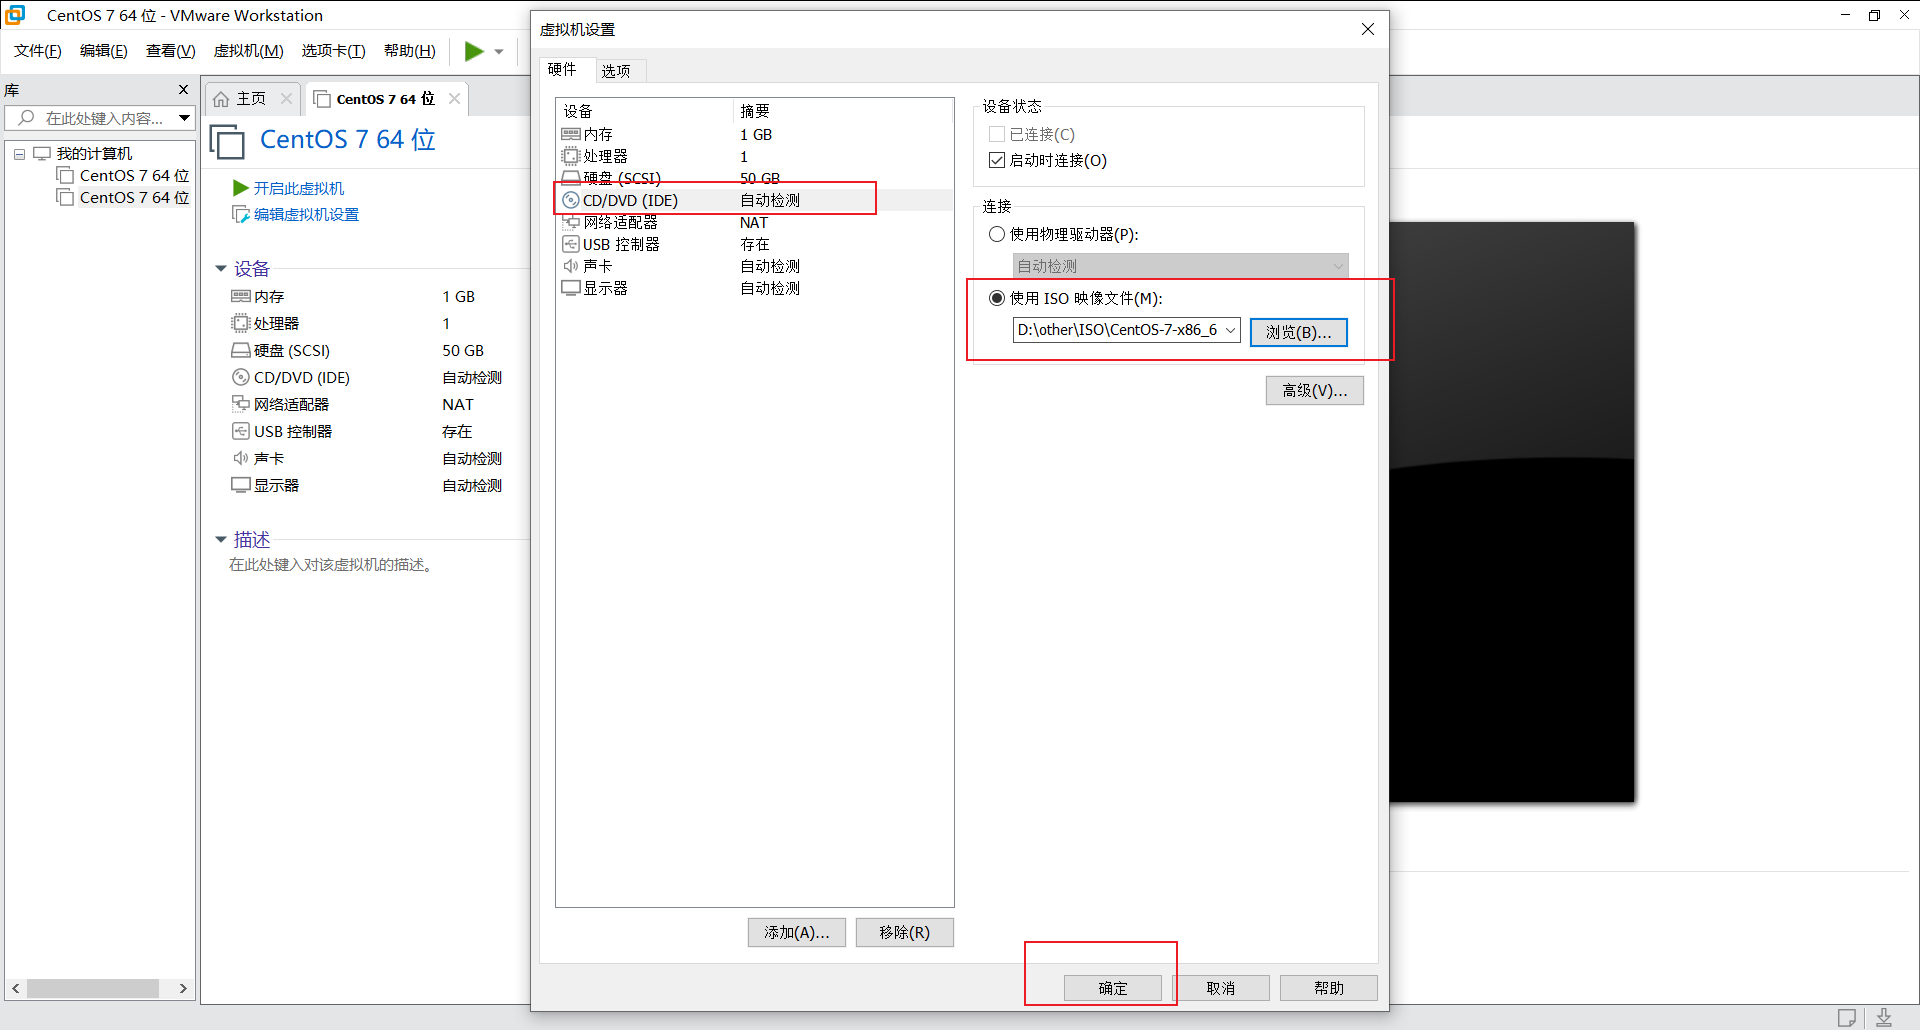 CentOS 7 64 位 - VMware Workstation
文件(F) 编辑(E) 查看(V) 虚拟机(M) 选项卡(T) 帮助(H)
库
在此处键入内容...
我的计算机
CentOS 7 64 位
CentOS 7 64 位
主页 CentOS 7 64 位
CentOS 7 64 位
开启此虚拟机
编辑虚拟机设置
设备
内存 1 GB
处理器 1
硬盘 (SCSI) 50 GB
CD/DVD (IDE) 自动检测
网络适配器 NAT
USB 控制器 存在
声卡 自动检测
显示器 自动检测
描述
在此处键入对该虚拟机的描述。
虚拟机设置
硬件 选项
设备 摘要
内存 1 GB
处理器 1
硬盘 (SCSI) 50 GB
CD/DVD (IDE) 自动检测
网络适配器 NAT
USB 控制器 存在
声卡 自动检测
显示器 自动检测
添加(A)... 移除(R)
设备状态
已连接(C)
启动时连接(O)
连接
使用物理驱动器(P):
自动检测
使用 ISO 映像文件(M):
D:\other\ISO\CentOS-7-x86_6 浏览(B)...
高级(V)...
确定 取消 帮助